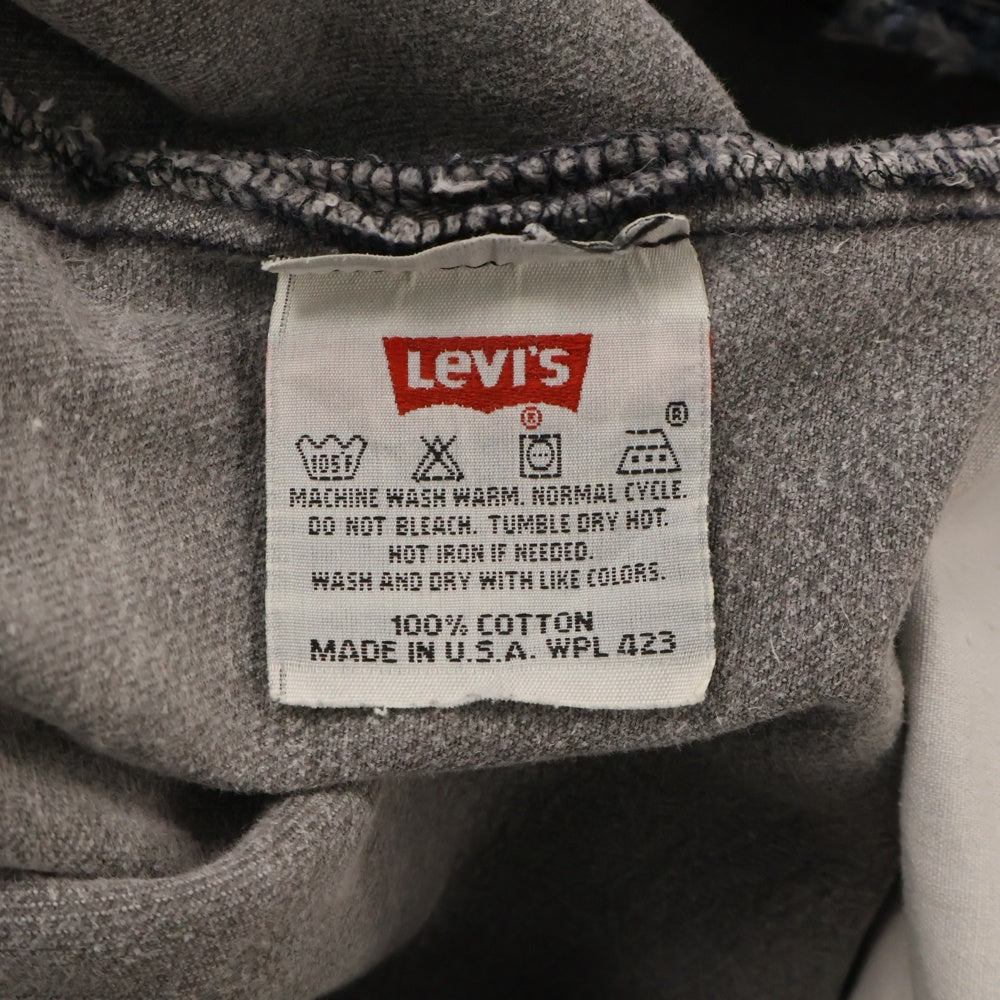 LEVI'S
®
®
105F
MACHINE WASH WARM. NORMAL CYCLE.
DO NOT BLEACH. TUMBLE DRY HOT.
HOT IRON IF NEEDED.
WASH AND DRY WITH LIKE COLORS.
100% COTTON
MADE IN U.S.A. WPL 423